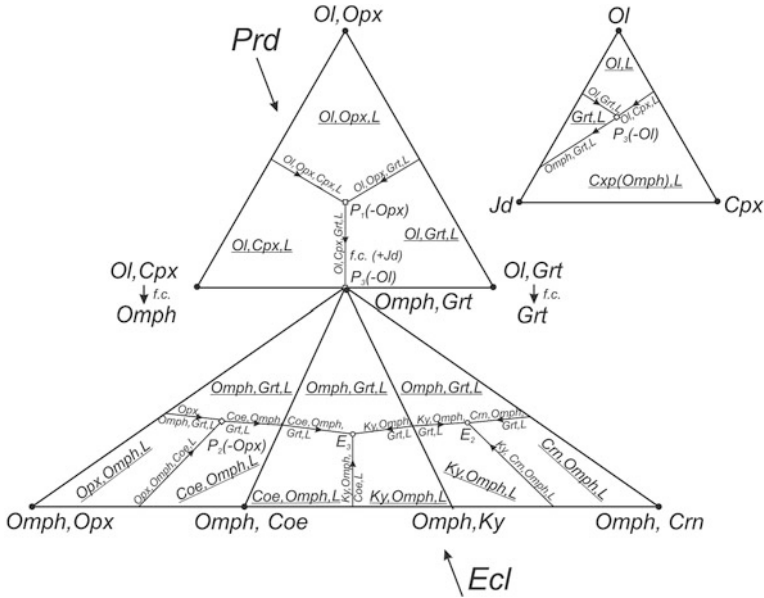 Ol,Opx
Prd
Ol,Opx,L
Ol,Opx,Cpx,L
Ol,Opx,Grt,L
P₁(-Opx)
Ol,Cpx,Grt,L
Ol,Cpx,L
Ol,Grt,L
f.c. (+Jd)
P₃(-Ol)
Ol,Cpx
f.c.
Omph
Omph,Grt
Ol,Grt
f.c.
Grt
Ol
Ol,L
Ol,Grt,L
Ol,Cpx,L
Grt,L
P₃(-Ol)
Omph,Grt,L
Cxp(Omph),L
Jd
Cpx
Omph,Grt,L
Omph,Grt,L
Omph,Grt,L
Opx
Omph,Grt,L
Coe,Omph
Grt,L
Coe,Omph,
Grt,L
Ky,Omph
Grt,L
Ky,Omph,
Grt,L
Crn,Omph,
Grt,L
P₂(-Opx)
E₃
E₂
Opx,Omph,L
Opx,Omph,Coe,L
Coe,Omph,L
Coe,Omph,L
Ky,Omph,
Coe,L
Ky,Omph,L
Ky,Omph,L
Ky,Crn,Omph,L
Crn,Omph,L
Omph,Opx
Omph, Coe
Omph,Ky
Omph, Crn
Ecl